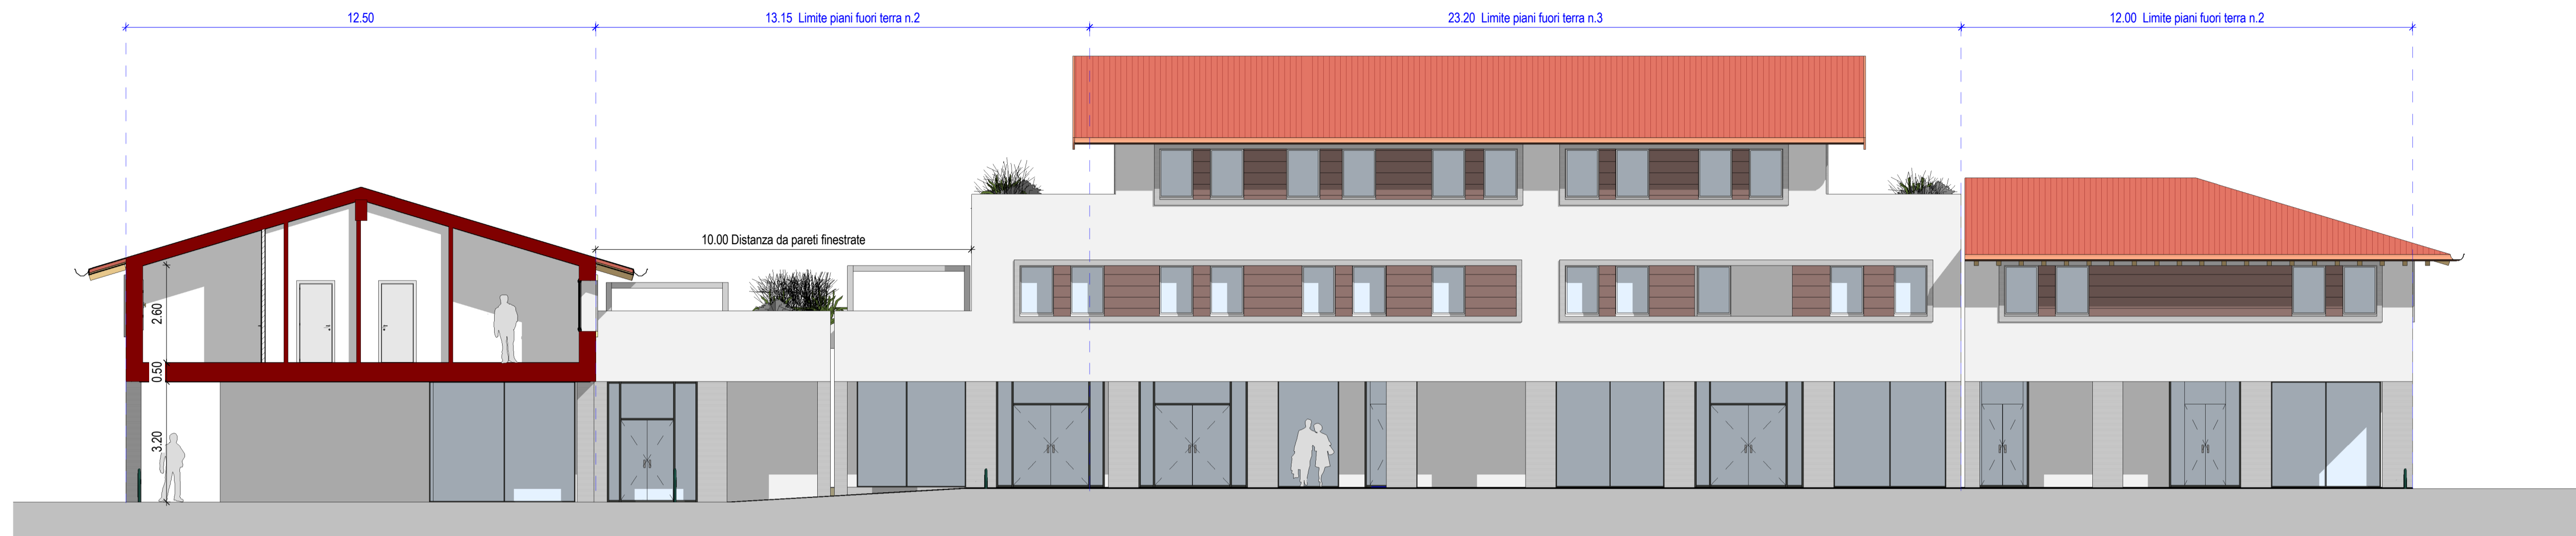 12.50
13.15 Limite piani fuori terra n.2
23.20 Limite piani fuori terra n.3
12.00 Limite piani fuori terra n.2
10.00 Distanza da pareti finestrate
2.60
0.50
3.20